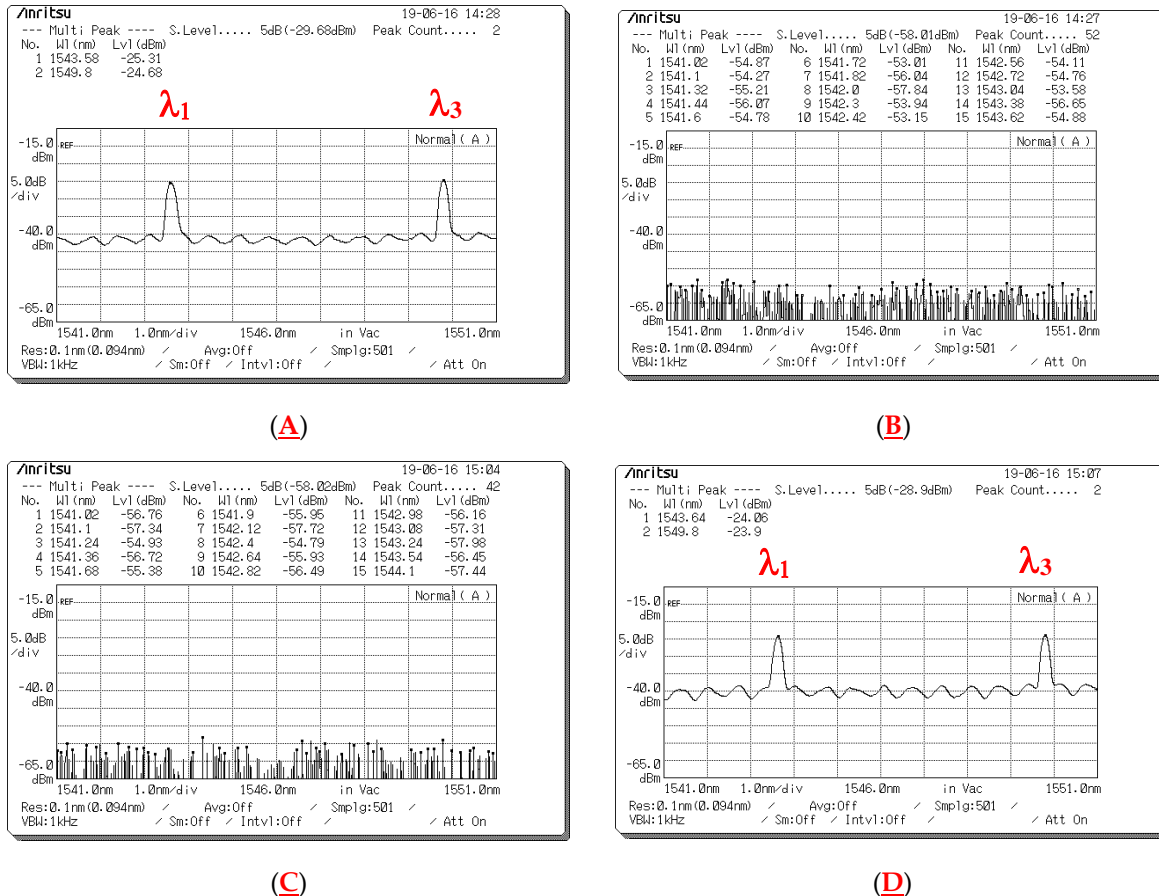 Anritsu 19-06-16 14:28
--- Multi Peak ---- S.Level..... 5dB(-29.68dBm) Peak Count..... 2
No. Wl(nm) Lvl(dBm)
1 1543.58 -25.31
2 1549.8 -24.68
λ1 λ3
-15.0 dBm REF Normal(A)
5.0dB /div
-40.0 dBm
-65.0 dBm
1541.0nm 1.0nm/div 1546.0nm in Vac 1551.0nm
Res:0.1nm(0.094nm) / Avg:Off / Smplg:501 /
VBW:1kHz / Sm:Off / Intvl:Off / / Att On
(A)
Anritsu 19-06-16 14:27
--- Multi Peak ---- S.Level..... 5dB(-58.01dBm) Peak Count..... 52
No. Wl(nm) Lvl(dBm) No. Wl(nm) Lvl(dBm) No. Wl(nm) Lvl(dBm)
1 1541.02 -54.87 6 1541.72 -53.01 11 1542.56 -54.11
2 1541.1 -54.27 7 1541.82 -56.04 12 1542.72 -54.76
3 1541.32 -55.21 8 1542.0 -57.84 13 1543.04 -53.58
4 1541.44 -56.07 9 1542.3 -53.94 14 1543.38 -56.65
5 1541.6 -54.78 10 1542.42 -53.15 15 1543.62 -54.88
-15.0 dBm REF Normal(A)
5.0dB /div
-40.0 dBm
-65.0 dBm
1541.0nm 1.0nm/div 1546.0nm in Vac 1551.0nm
Res:0.1nm(0.094nm) / Avg:Off / Smplg:501 /
VBW:1kHz / Sm:Off / Intvl:Off / / Att On
(B)
Anritsu 19-06-16 15:04
--- Multi Peak ---- S.Level..... 5dB(-58.02dBm) Peak Count..... 42
No. Wl(nm) Lvl(dBm) No. Wl(nm) Lvl(dBm) No. Wl(nm) Lvl(dBm)
1 1541.02 -56.76 6 1541.9 -55.95 11 1542.98 -56.16
2 1541.1 -57.34 7 1542.12 -57.72 12 1543.08 -57.31
3 1541.24 -54.93 8 1542.4 -54.79 13 1543.24 -57.98
4 1541.36 -56.72 9 1542.64 -55.93 14 1543.54 -56.45
5 1541.68 -55.38 10 1542.82 -56.49 15 1544.1 -57.44
-15.0 dBm REF Normal(A)
5.0dB /div
-40.0 dBm
-65.0 dBm
1541.0nm 1.0nm/div 1546.0nm in Vac 1551.0nm
Res:0.1nm(0.094nm) / Avg:Off / Smplg:501 /
VBW:1kHz / Sm:Off / Intvl:Off / / Att On
(C)
Anritsu 19-06-16 15:07
--- Multi Peak ---- S.Level..... 5dB(-28.9dBm) Peak Count..... 2
No. Wl(nm) Lvl(dBm)
1 1543.64 -24.06
2 1549.8 -23.9
λ1 λ3
-15.0 dBm REF Normal(A)
5.0dB /div
-40.0 dBm
-65.0 dBm
1541.0nm 1.0nm/div 1546.0nm in Vac 1551.0nm
Res:0.1nm(0.094nm) / Avg:Off / Smplg:501 /
VBW:1kHz / Sm:Off / Intvl:Off / / Att On
(D)